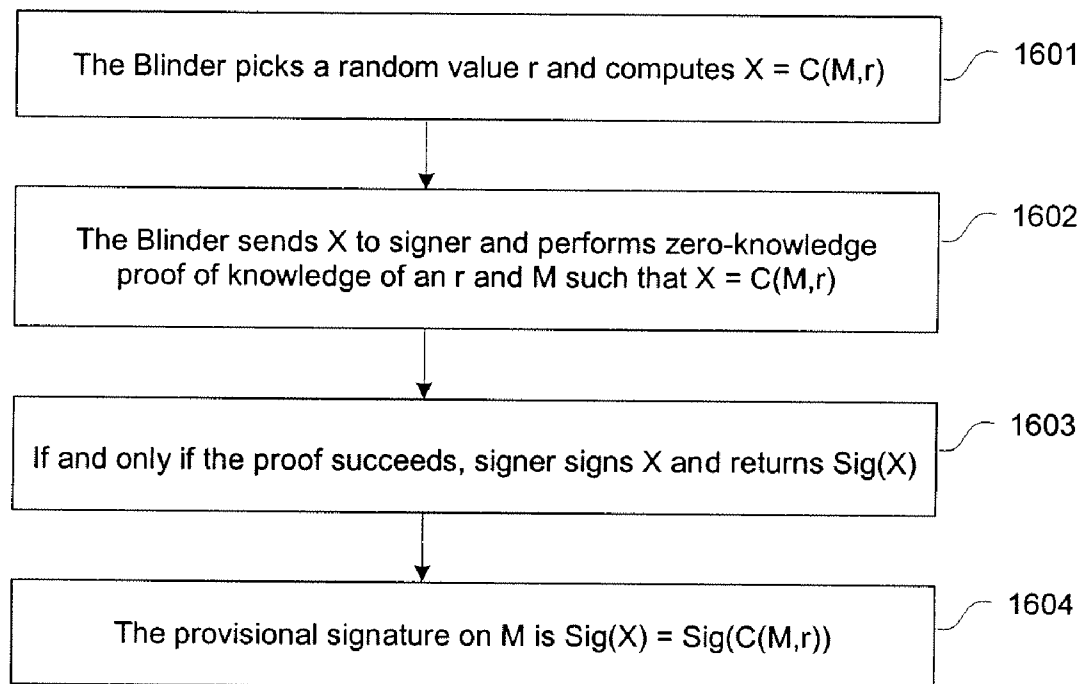 The Blinder picks a random value r and computes X = C(M,r)
1601
The Blinder sends X to signer and performs zero-knowledge
proof of knowledge of an r and M such that X = C(M,r)
1602
If and only if the proof succeeds, signer signs X and returns Sig(X)
1603
The provisional signature on M is Sig(X) = Sig(C(M,r))
1604